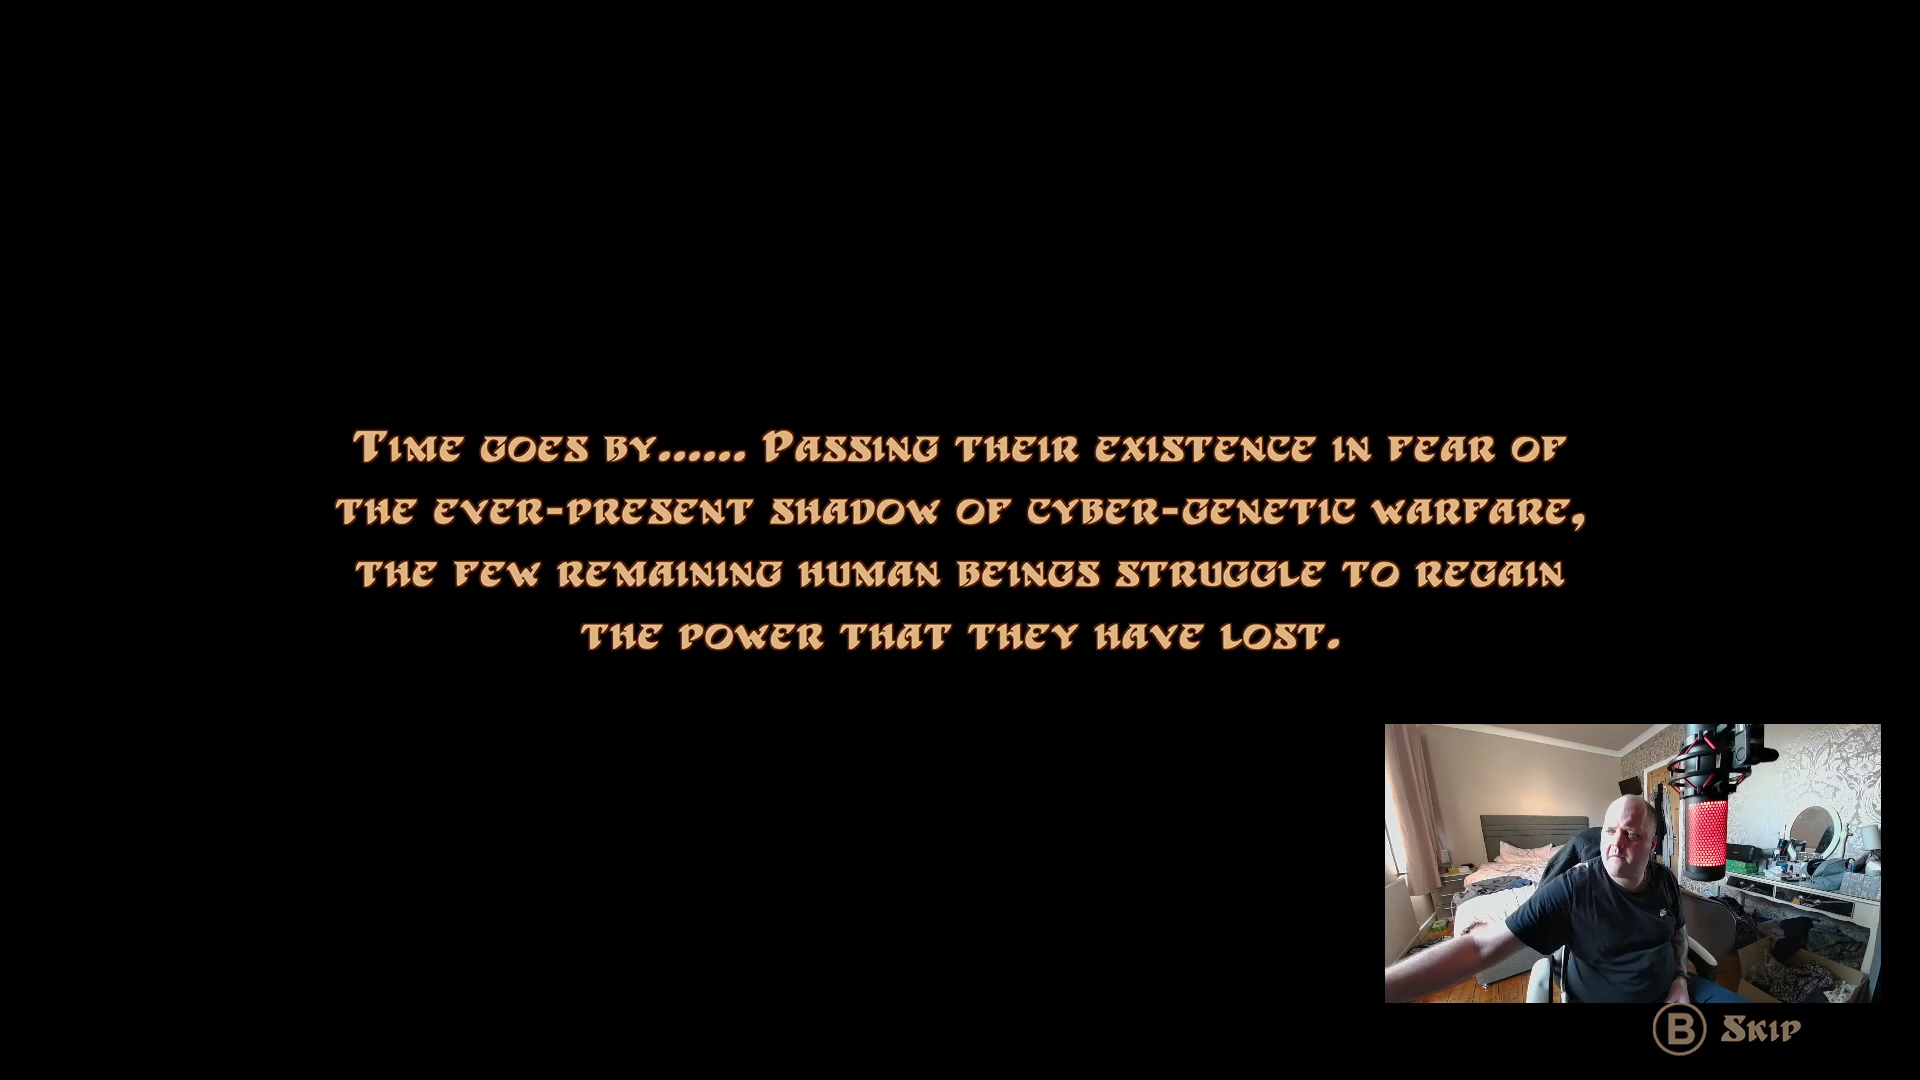 Time goes by...... Passing their existence in fear of
the ever-present shadow of cyber-genetic warfare,
the few remaining human beings struggle to regain
the power that they have lost.
B Skip